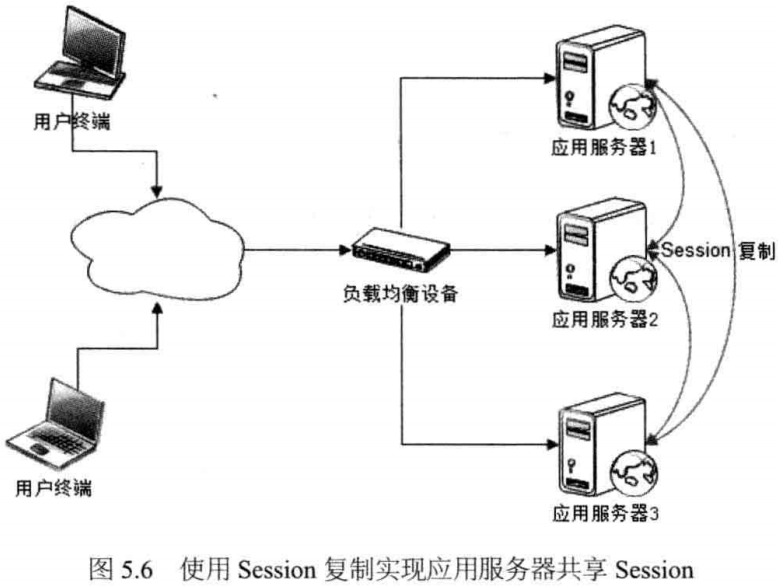 用户终端
应用服务器1
Session 复制
负载均衡设备
应用服务器2
用户终端
应用服务器3
图 5.6 使用 Session 复制实现应用服务器共享 Session